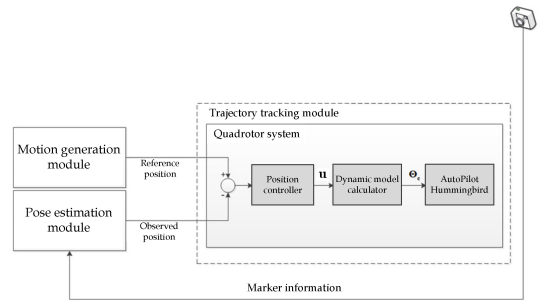 Trajectory tracking module
Quadrotor system
Motion generation
module
Reference
position
+
-
Position
controller
u
Dynamic model
calculator
Θε
AutoPilot
Hummingbird
Pose estimation
module
Observed
position
Marker information